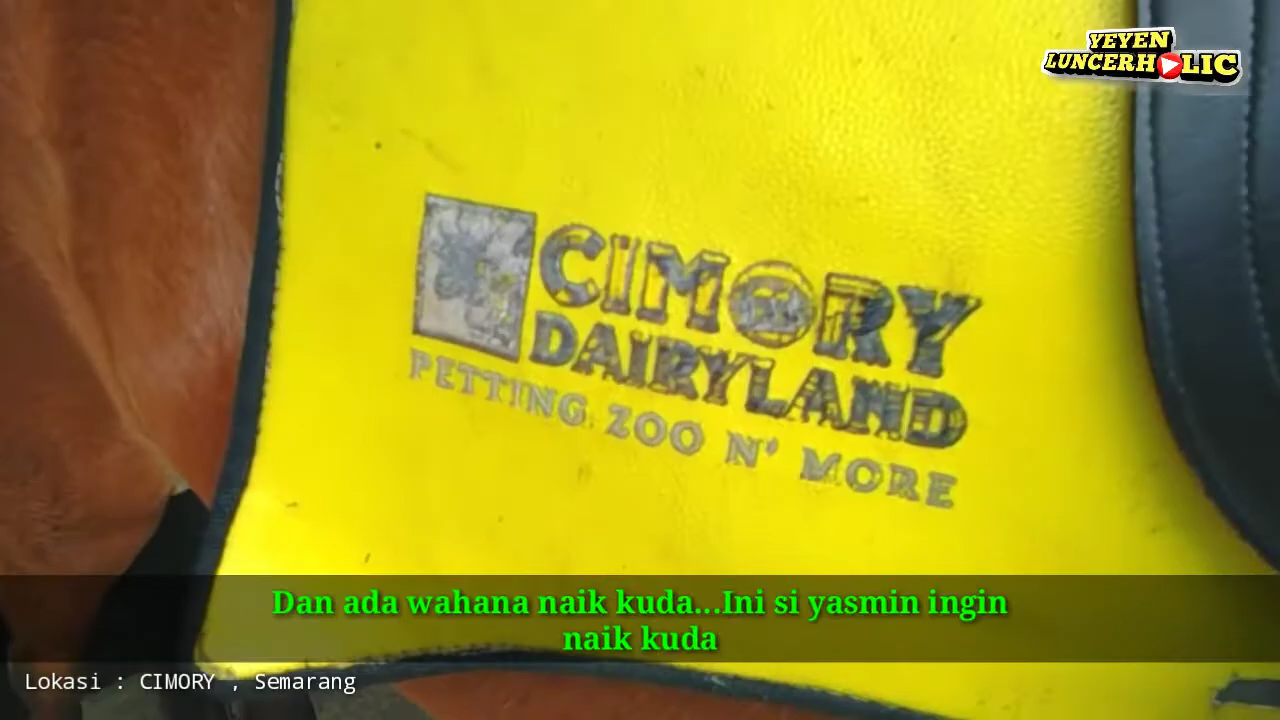 YEYEN
LUNCERHOLIC
CIMORY
DAIRYLAND
PETTING ZOO N' MORE
Dan ada wahana naik kuda...Ini si yasmin ingin
naik kuda
Lokasi : CIMORY , Semarang